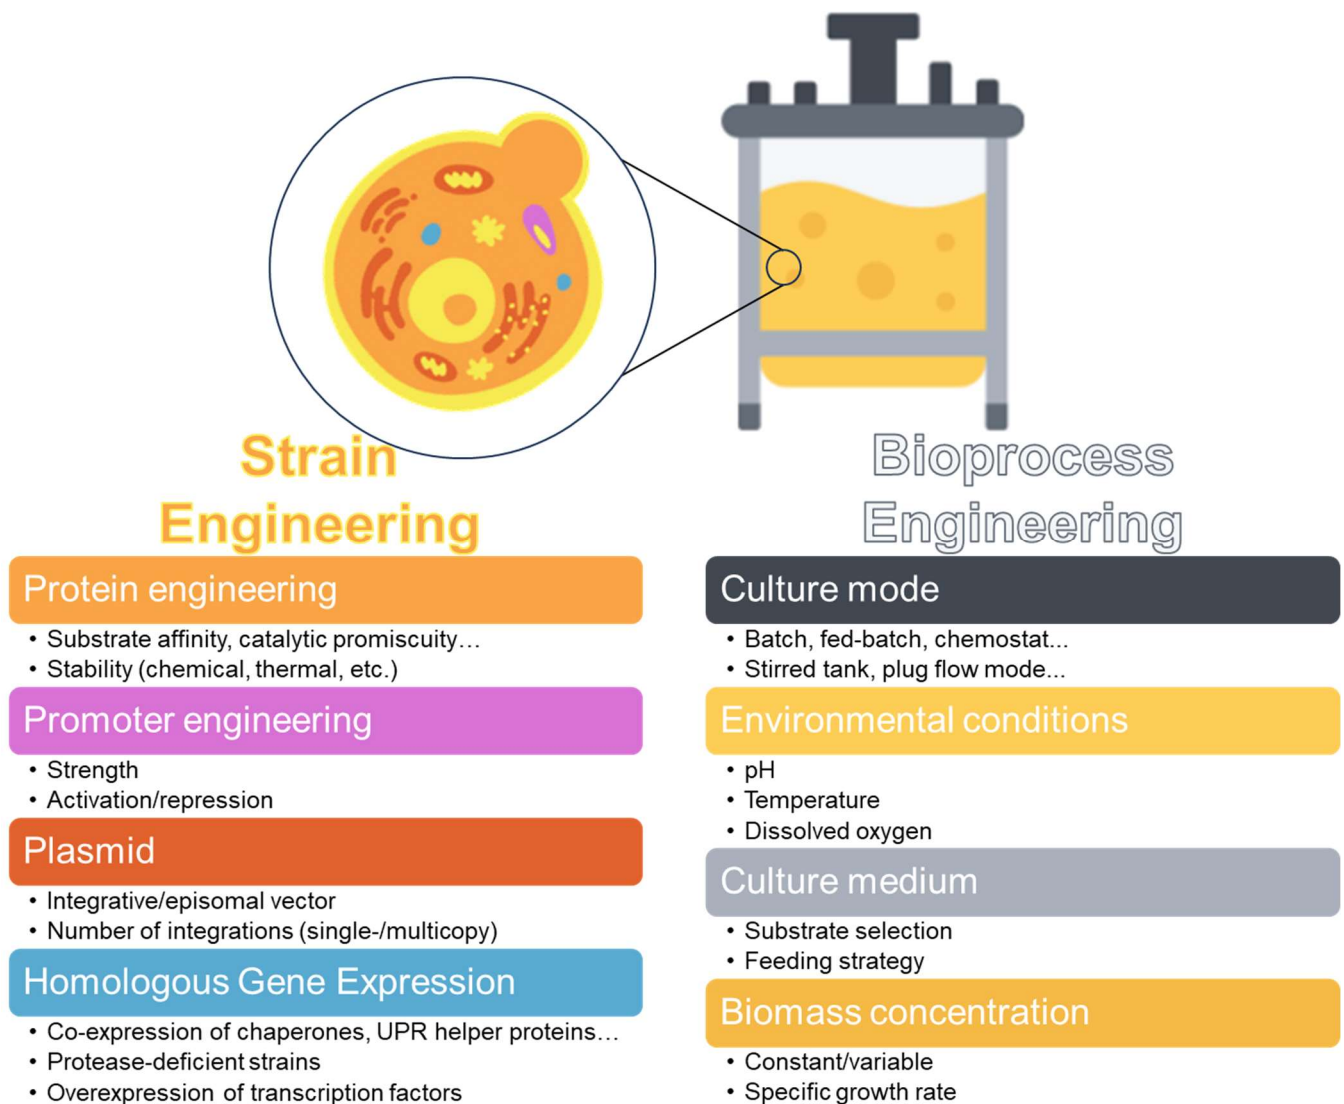 Strain
Engineering
Protein engineering
• Substrate affinity, catalytic promiscuity…
• Stability (chemical, thermal, etc.)
Promoter engineering
• Strength
• Activation/repression
Plasmid
• Integrative/episomal vector
• Number of integrations (single-/multicopy)
Homologous Gene Expression
• Co-expression of chaperones, UPR helper proteins…
• Protease-deficient strains
• Overexpression of transcription factors
Bioprocess
Engineering
Culture mode
• Batch, fed-batch, chemostat...
• Stirred tank, plug flow mode...
Environmental conditions
• pH
• Temperature
• Dissolved oxygen
Culture medium
• Substrate selection
• Feeding strategy
Biomass concentration
• Constant/variable
• Specific growth rate